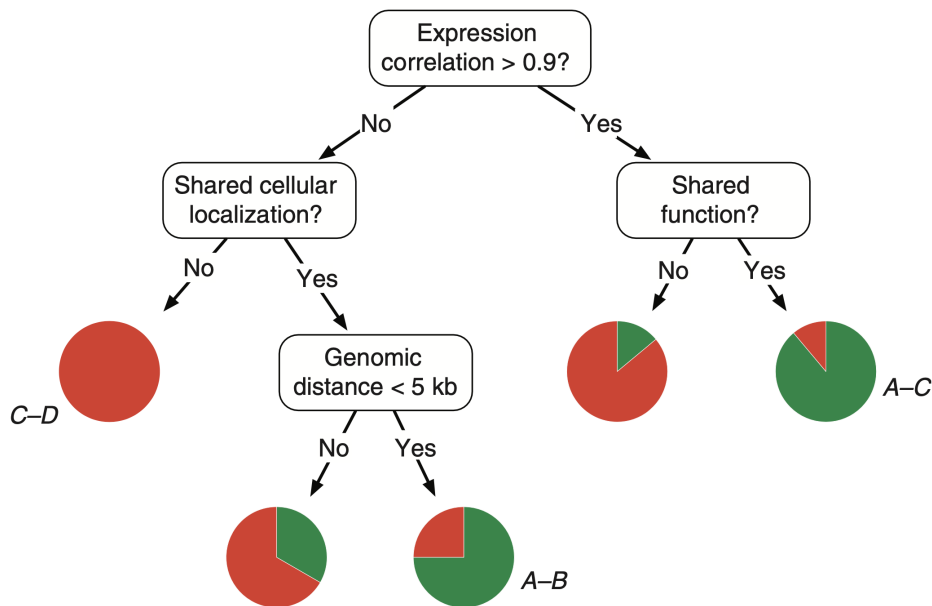 Expression
correlation > 0.9?
No
Yes
Shared cellular
localization?
Shared
function?
No
Yes
No
Yes
C–D
Genomic
distance < 5 kb
A–C
No
Yes
A–B